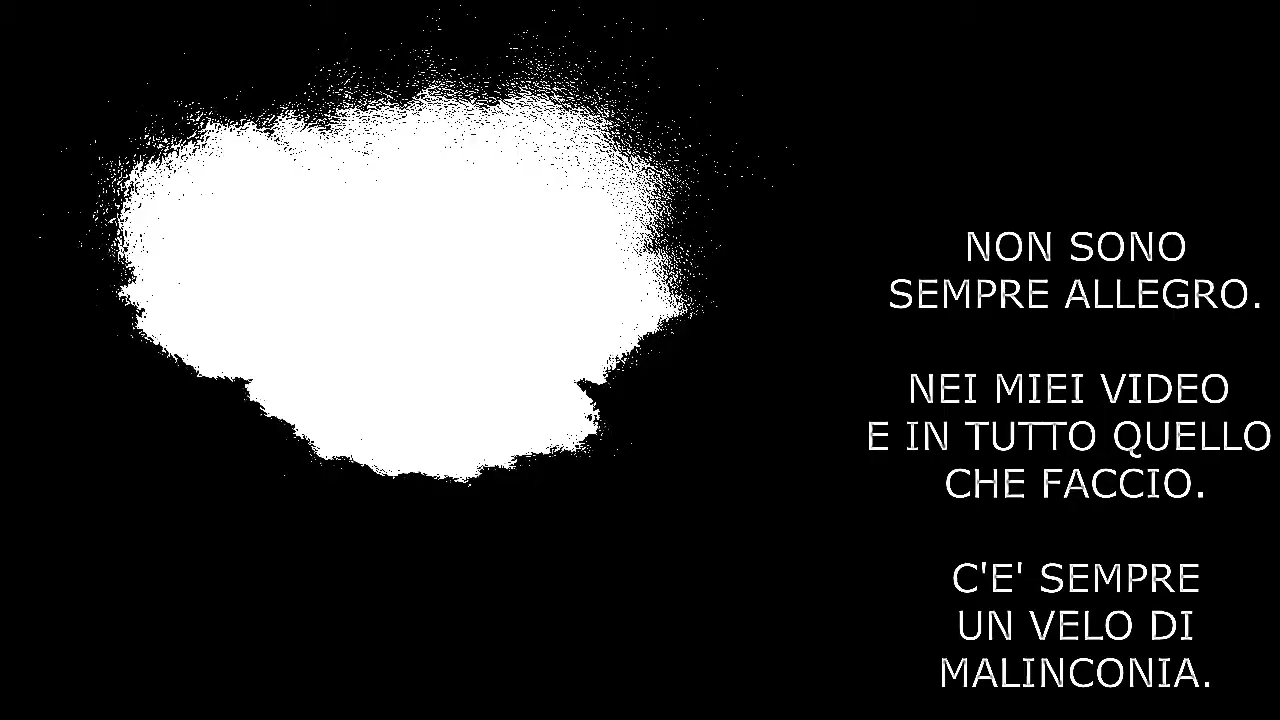 NON SONO
SEMPRE ALLEGRO.
NEI MIEI VIDEO
E IN TUTTO QUELLO
CHE FACCIO.
C'E' SEMPRE
UN VELO DI
MALINCONIA.